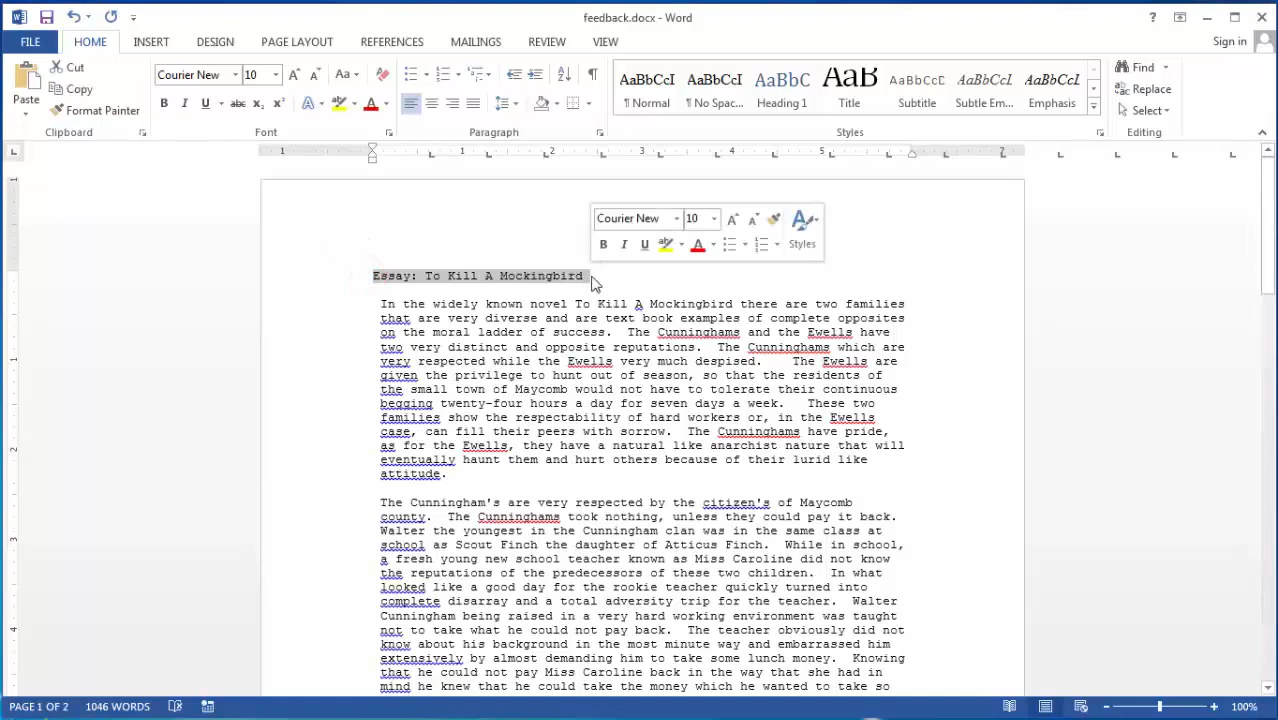 feedback.docx - Word
FILE HOME INSERT DESIGN PAGE LAYOUT REFERENCES MAILINGS REVIEW VIEW Sign in
Paste Cut Copy Format Painter
Clipboard
Courier New 10
Font
Paragraph
AaBbCcI ¶ Normal
AaBbCcI ¶ No Spac...
AaBbC Heading 1
AaB Title
AaBbCcD Subtitle
AaBbCcI Subtle Em...
AaBbCcI Emphasis
Styles
Find Replace Select
Editing
1 1 2 3 4 5 7
Courier New 10
Styles
Essay: To Kill A Mockingbird
In the widely known novel To Kill A Mockingbird there are two families
that are very diverse and are text book examples of complete opposites
on the moral ladder of success. The Cunninghams and the Ewells have
two very distinct and opposite reputations. The Cunninghams which are
very respected while the Ewells very much despised. The Ewells are
given the privilege to hunt out of season, so that the residents of
the small town of Maycomb would not have to tolerate their continuous
begging twenty-four hours a day for seven days a week. These two
families show the respectability of hard workers or, in the Ewells
case, can fill their peers with sorrow. The Cunninghams have pride,
as for the Ewells, they have a natural like anarchist nature that will
eventually haunt them and hurt others because of their lurid like
attitude.
The Cunningham's are very respected by the citizen's of Maycomb
county. The Cunninghams took nothing, unless they could pay it back.
Walter the youngest in the Cunningham clan was in the same class at
school as Scout Finch the daughter of Atticus Finch. While in school,
a fresh young new school teacher known as Miss Caroline did not know
the reputations of the predecessors of these two children. In what
looked like a good day for the rookie teacher quickly turned into
complete disarray and a total adversity trip for the teacher. Walter
Cunningham being raised in a very hard working environment was taught
not to take what he could not pay back. The teacher obviously did not
know about his background in the most minute way and embarrassed him
extensively by almost demanding him to take some lunch money. Knowing
that he could not pay Miss Caroline back in the way that she had in
mind he knew that he could take the money which he wanted to take so
1 1 2 3 4
PAGE 1 OF 2 1046 WORDS 100%